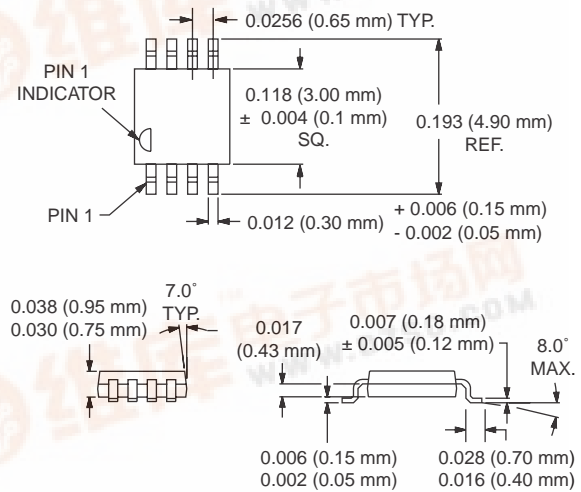 0.0256 (0.65 mm) TYP.
PIN 1
INDICATOR
0.118 (3.00 mm)
± 0.004 (0.1 mm)
SQ.
0.193 (4.90 mm)
REF.
PIN 1
0.012 (0.30 mm)
+ 0.006 (0.15 mm)
- 0.002 (0.05 mm)
0.038 (0.95 mm)
0.030 (0.75 mm)
7.0°
TYP.
0.017
(0.43 mm)
0.007 (0.18 mm)
± 0.005 (0.12 mm)
8.0°
MAX.
0.006 (0.15 mm)
0.002 (0.05 mm)
0.028 (0.70 mm)
0.016 (0.40 mm)